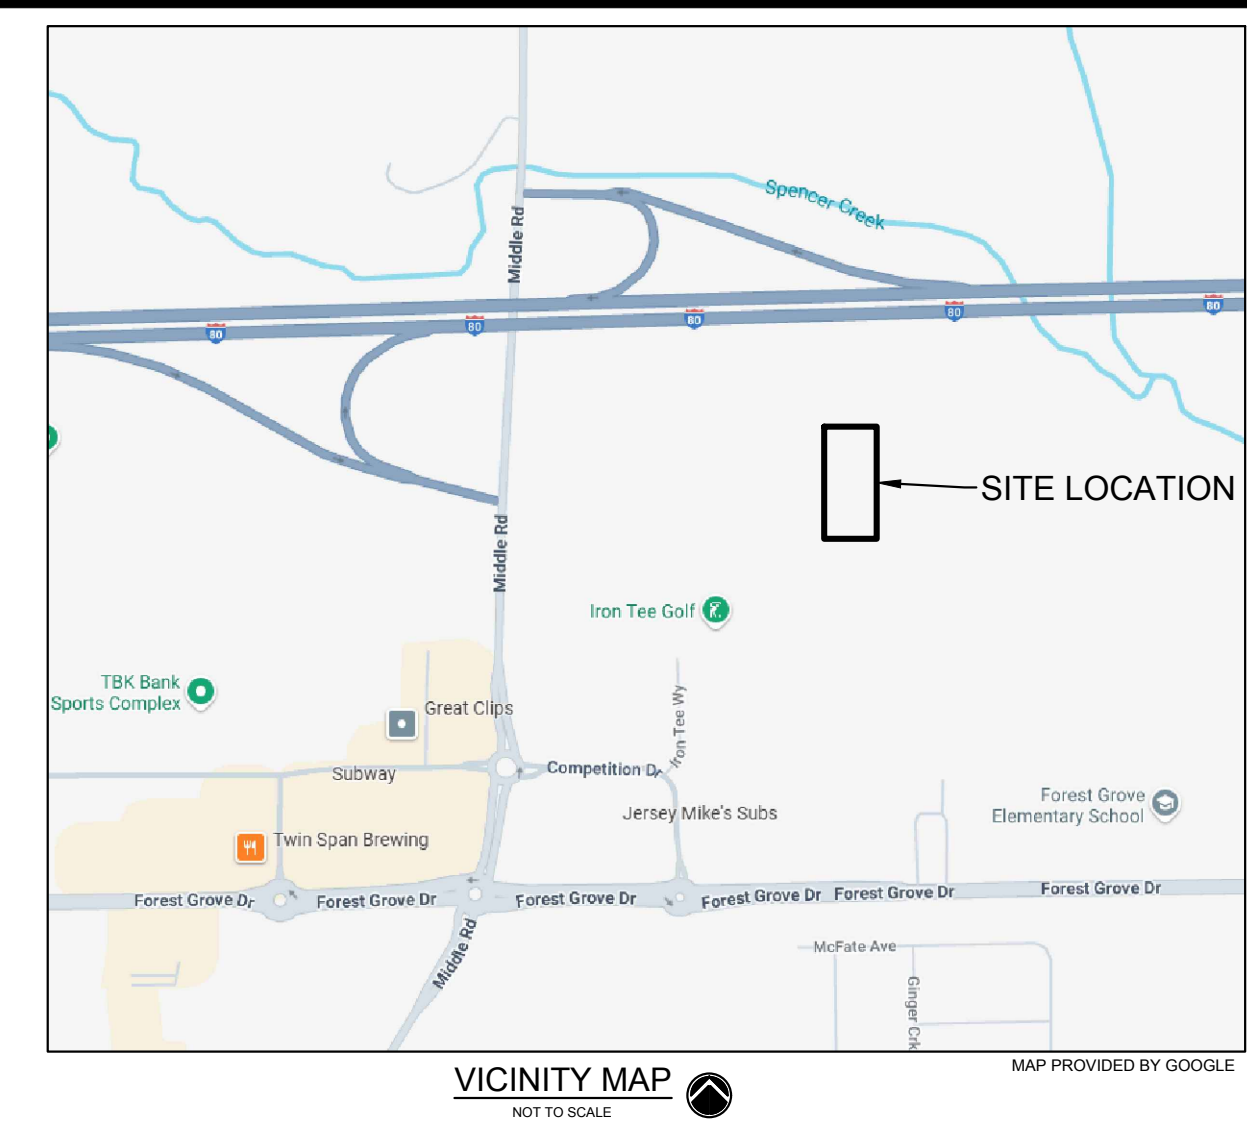 Spencer Creek
Middle Rd
80
80
80
80
80
SITE LOCATION
Middle Rd
Iron Tee Golf
TBK Bank
Sports Complex
Iron Tee Wy
Great Clips
Competition Dr
Subway
Forest Grove
Elementary School
Jersey Mike's Subs
Twin Span Brewing
Forest Grove Dr
Forest Grove Dr
Forest Grove Dr
Forest Grove Dr
Forest Grove Dr
Forest Grove Dr
Middle Rd
McFate Ave
Ginger Crk
VICINITY MAP
NOT TO SCALE
MAP PROVIDED BY GOOGLE